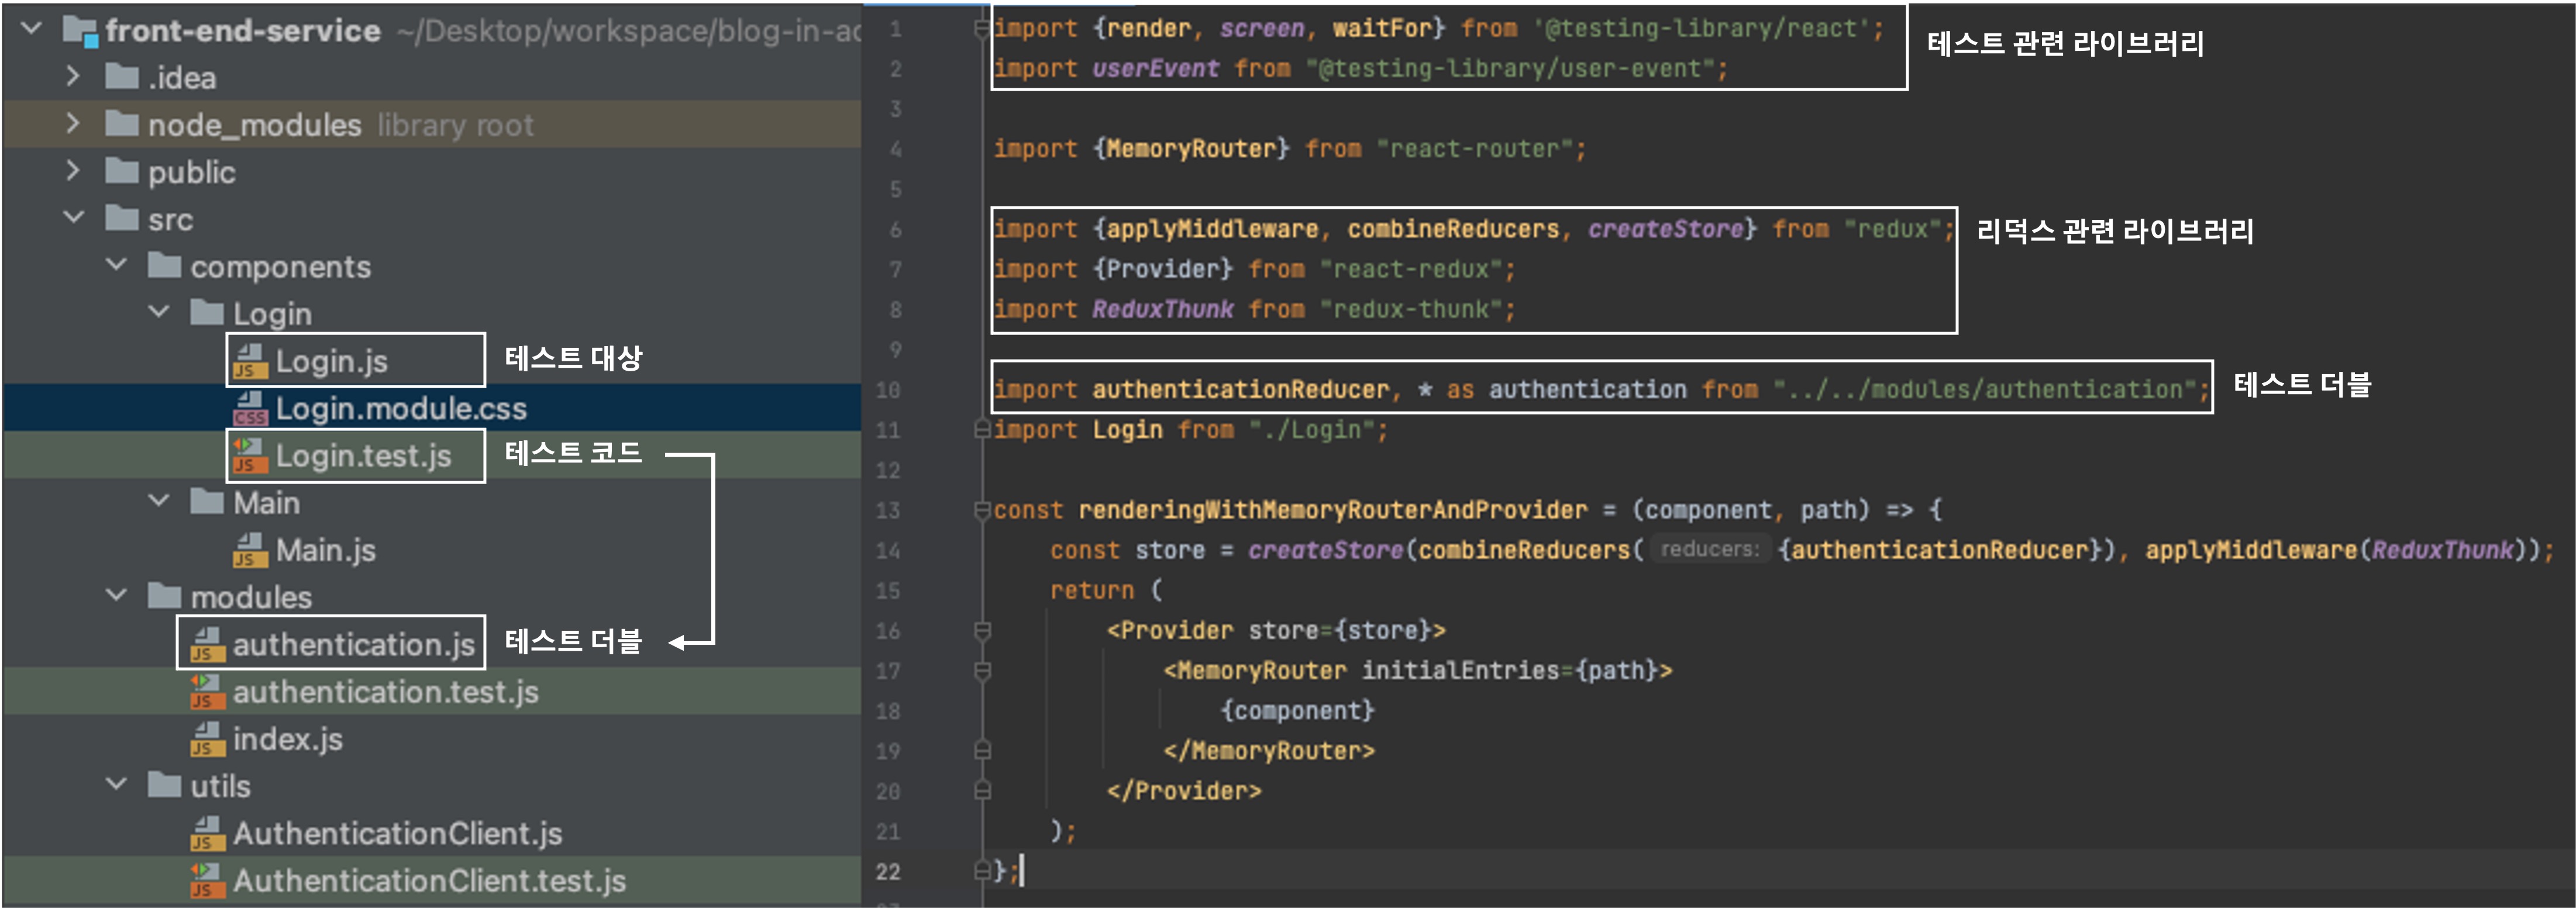 front-end-service ~/Desktop/workspace/blog-in-ac
.idea
node_modules library root
public
src
components
Login
Login.js 테스트 대상
Login.module.css
Login.test.js 테스트 코드
Main
Main.js
modules
authentication.js 테스트 더블
authentication.test.js
index.js
utils
AuthenticationClient.js
AuthenticationClient.test.js
1 import {render, screen, waitFor} from '@testing-library/react'; 테스트 관련 라이브러리
2 import userEvent from "@testing-library/user-event";
3
4 import {MemoryRouter} from "react-router";
5
6 import {applyMiddleware, combineReducers, createStore} from "redux"; 리덕스 관련 라이브러리
7 import {Provider} from "react-redux";
8 import ReduxThunk from "redux-thunk";
9
10 import authenticationReducer, * as authentication from "../../modules/authentication"; 테스트 더블
11 import Login from "./Login";
12
13 const renderingWithMemoryRouterAndProvider = (component, path) => {
14 const store = createStore(combineReducers( reducers: {authenticationReducer}), applyMiddleware(ReduxThunk));
15 return (
16 <Provider store={store}>
17 <MemoryRouter initialEntries={path}>
18 {component}
19 </MemoryRouter>
20 </Provider>
21 );
22 };